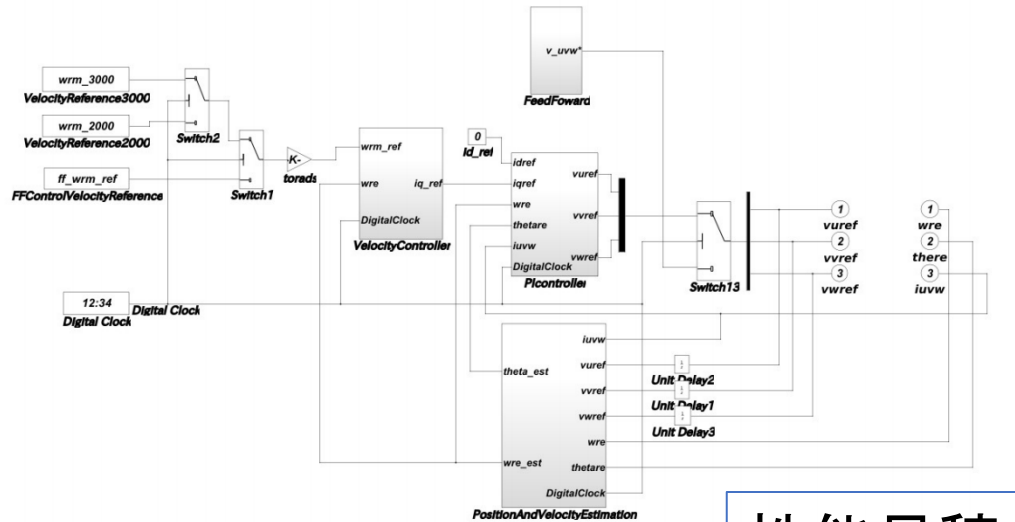 v_uvw*
FeedFoward
wrm_3000
VelocityReference3000
wrm_2000
VelocityReference2000
Switch2
ff_wrm_ref
FFControlVelocityReference
Switch1
K-
torads
wrm_ref
wre
iq_ref
DigitalClock
VelocityController
0
Id_ref
idref
iqref
wre
thetare
iuvw
DigitalClock
vuref
vvref
vwref
PIcontroller
Switch13
1
vuref
2
vvref
3
vwref
1
wre
2
there
3
iuvw
12:34
Digital Clock
Digital Clock
iuvw
vuref
theta_est
vvref
vwref
wre
wre_est
thetare
DigitalClock
PositionAndVelocityEstimation
Unit Delay2
Unit Delay1
Unit Delay3